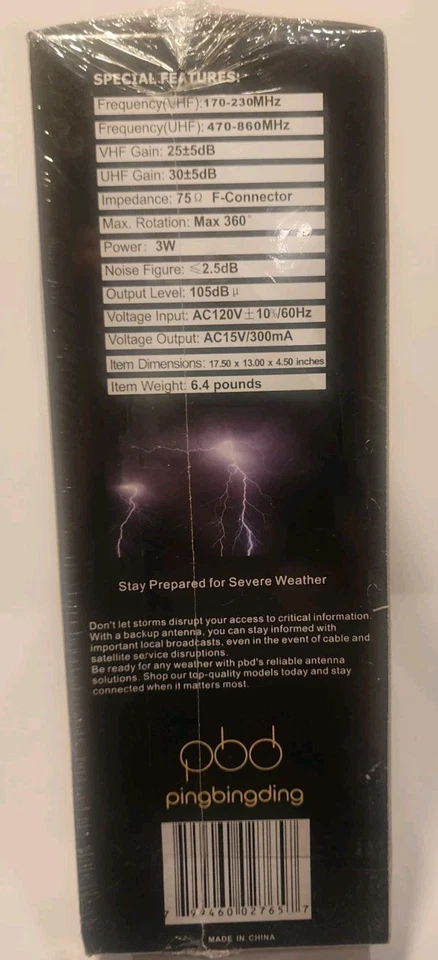 SPECIAL FEATURES:
Frequency(VHF):170-230MHz
Frequency(UHF): 470-860MHz
VHF Gain: 25±5dB
UHF Gain: 30±5dB
Impedance: 75Ω F-Connector
Max. Rotation: Max 360°
Power: 3W
Noise Figure: ≤2.5dB
Output Level: 105dBμ
Voltage Input: AC120V±10%/60Hz
Voltage Output: AC15V/300mA
Item Dimensions: 17.50 x 13.00 x 4.50 inches
Item Weight: 6.4 pounds
Stay Prepared for Severe Weather
Don't let storms disrupt your access to critical information.
With a backup antenna, you can stay informed with
important local broadcasts, even in the event of cable and
satellite service disruptions.
Be ready for any weather with pbd's reliable antenna
solutions. Shop our top-quality models today and stay
connected when it matters most.
pbd
pingbingding
7 99460 02765 7
MADE IN CHINA